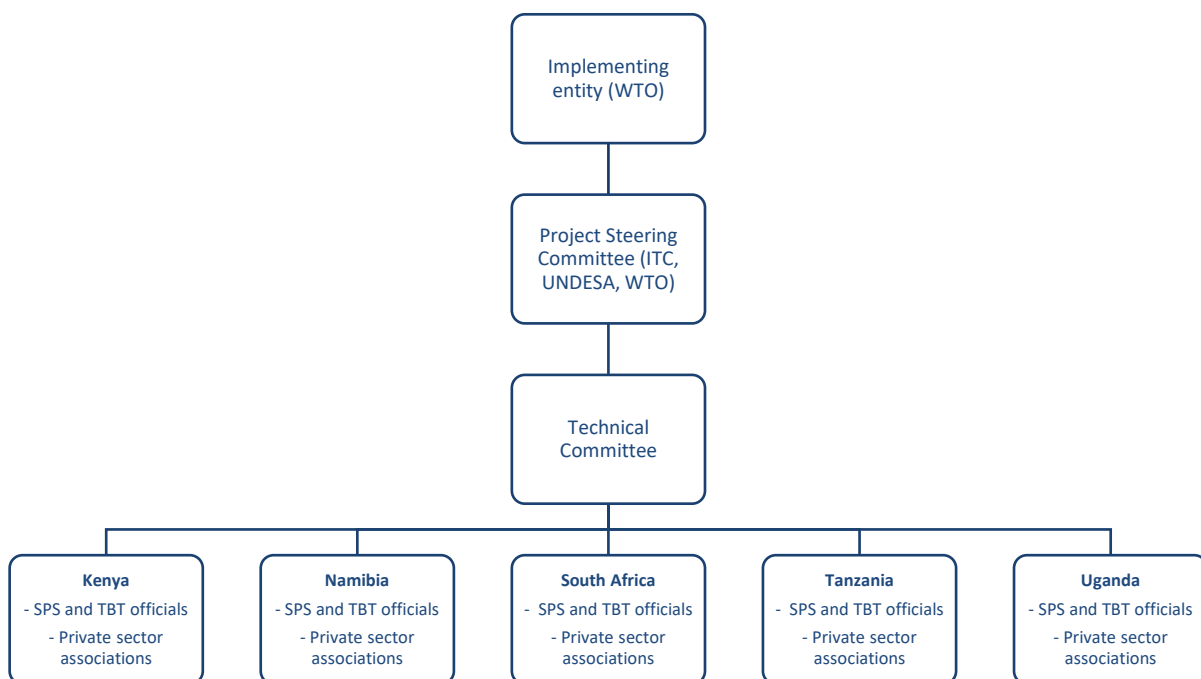 Implementing
entity (WTO)
Project Steering
Committee (ITC,
UNDESA, WTO)
Technical
Committee
Kenya
- SPS and TBT officials
- Private sector
associations
Namibia
- SPS and TBT officials
- Private sector
associations
South Africa
- SPS and TBT officials
- Private sector
associations
Tanzania
- SPS and TBT officials
- Private sector
associations
Uganda
- SPS and TBT officials
- Private sector
associations